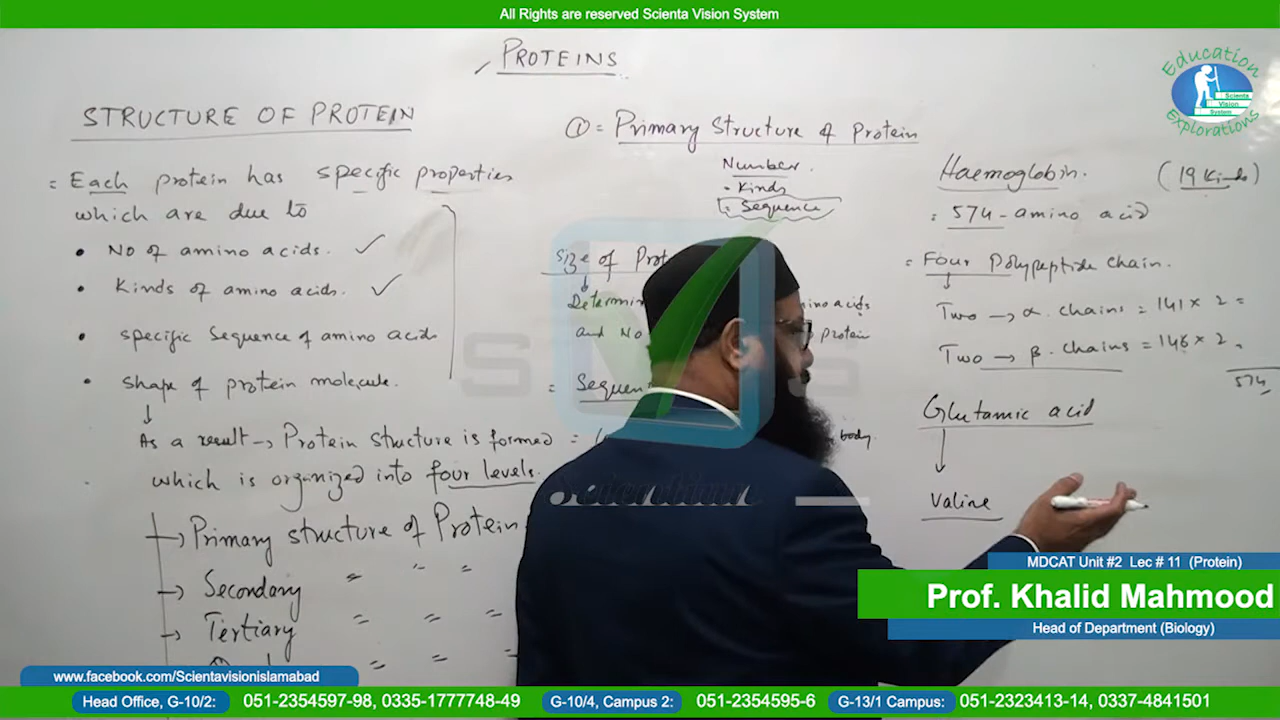 All Rights are reserved Scienta Vision System
PROTEINS
Education
Scienta
Vision
System
Explorations
STRUCTURE OF PROTEIN
= Each protein has specific properties
which are due to
• No of amino acids. ✓
• Kinds of amino acids. ✓
• specific Sequence of amino acids
• Shape of protein molecule.
↓
As a result → Protein structure is formed
which is organized into four levels.
→ Primary structure of Protein
→ Secondary " " "
→ Tertiary " " "
" " "
① = Primary Structure of Protein
Number.
• Kinds
• Sequence
Size of Prot
↓
Determin amino acids
and No protein
= Sequen
= body.
Haemoglobin. (19 Kinds)
= 574 - amino acid
= Four Polypeptide chain.
↓
Two → α. chains = 141 × 2 =
Two → β. chains = 146 × 2 =
574
Glutamic acid
↓
Valine
SVS
MDCAT Unit #2 Lec # 11 (Protein)
Prof. Khalid Mahmood
Head of Department (Biology)
www.facebook.com/Scientavisionislamabad
Head Office, G-10/2: 051-2354597-98, 0335-1777748-49 G-10/4, Campus 2: 051-2354595-6 G-13/1 Campus: 051-2323413-14, 0337-4841501